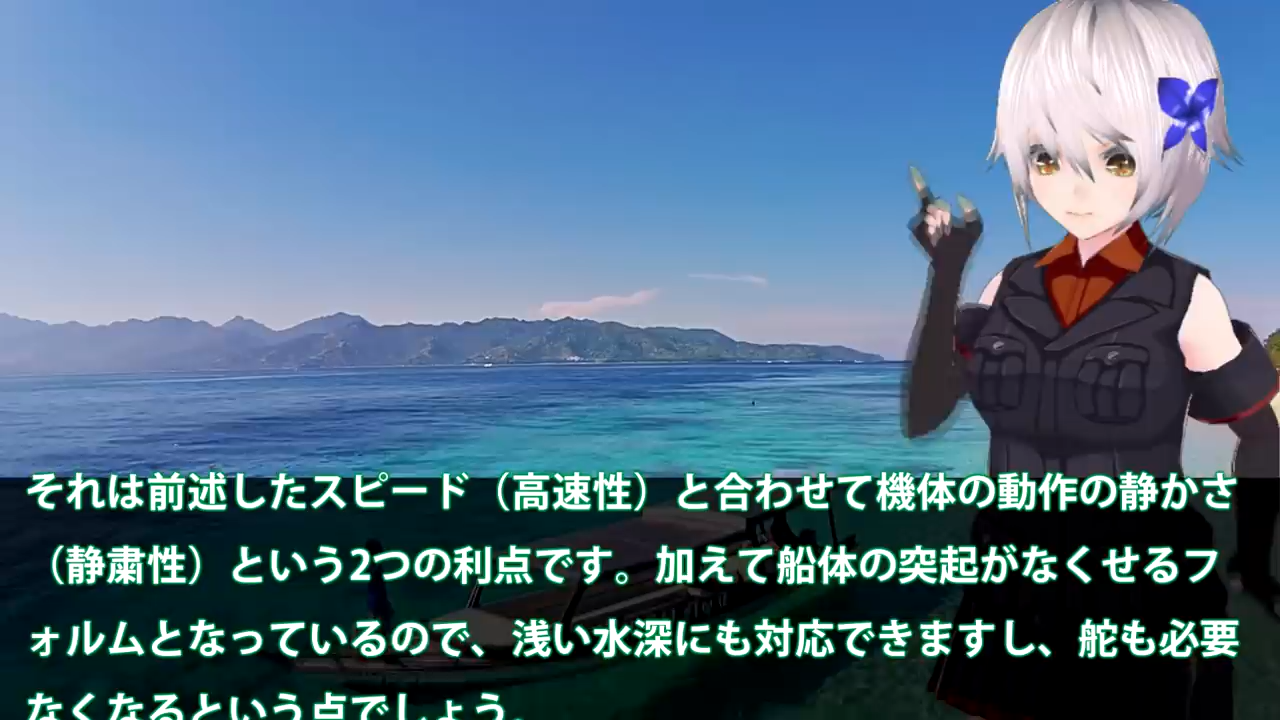 それは前述したスピード（高速性）と合わせて機体の動作の静かさ
（静粛性）という2つの利点です。加えて船体の突起がなくせるフ
ォルムとなっているので、浅い水深にも対応できますし、舵も必要
なくなるという点でしょう。